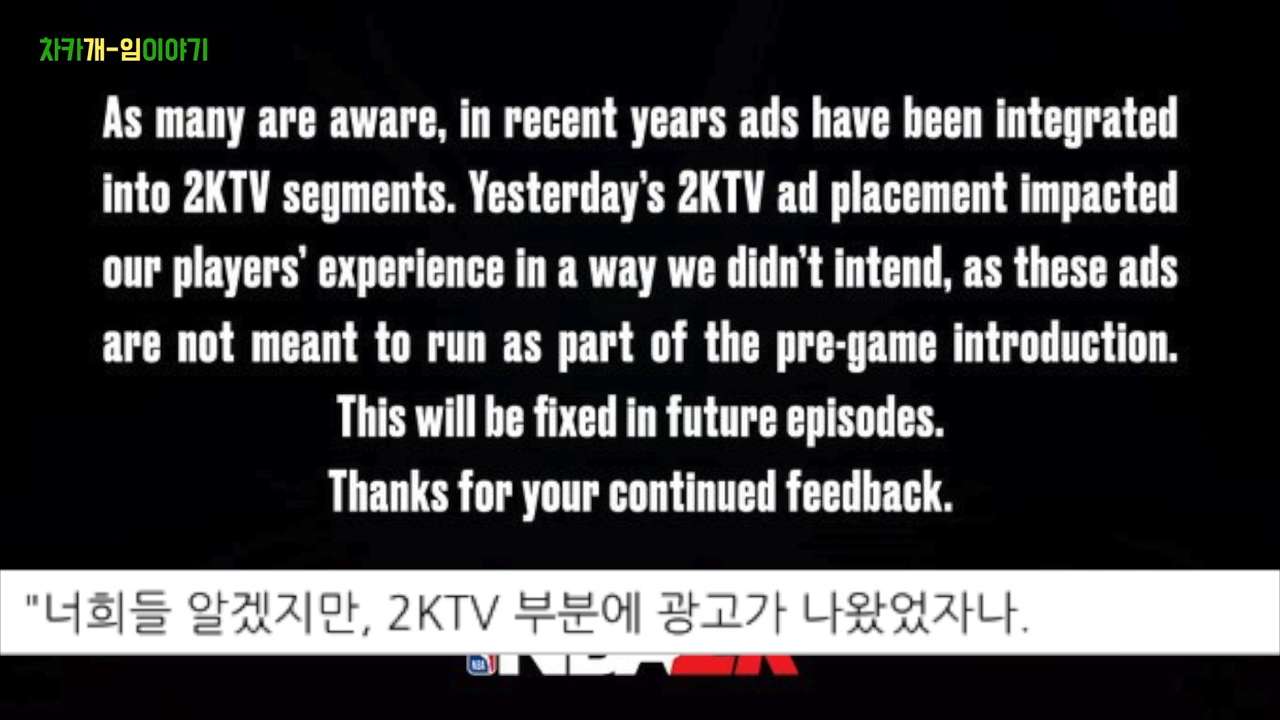 차카개-임이야기
As many are aware, in recent years ads have been integrated
into 2KTV segments. Yesterday's 2KTV ad placement impacted
our players' experience in a way we didn't intend, as these ads
are not meant to run as part of the pre-game introduction.
This will be fixed in future episodes.
Thanks for your continued feedback.
"너희들 알겠지만, 2KTV 부분에 광고가 나왔었자나.
NBA NBA2K